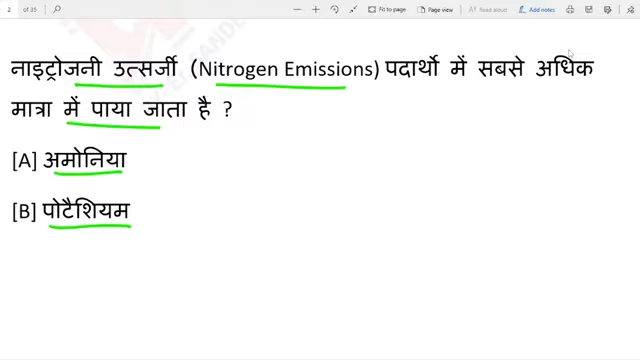 2 of 35 Fit to page Page view Read aloud Add notes
नाइट्रोजनी उत्सर्जी (Nitrogen Emissions) पदार्थो में सबसे अधिक
मात्रा में पाया जाता है ?
[A] अमोनिया
[B] पोटैशियम